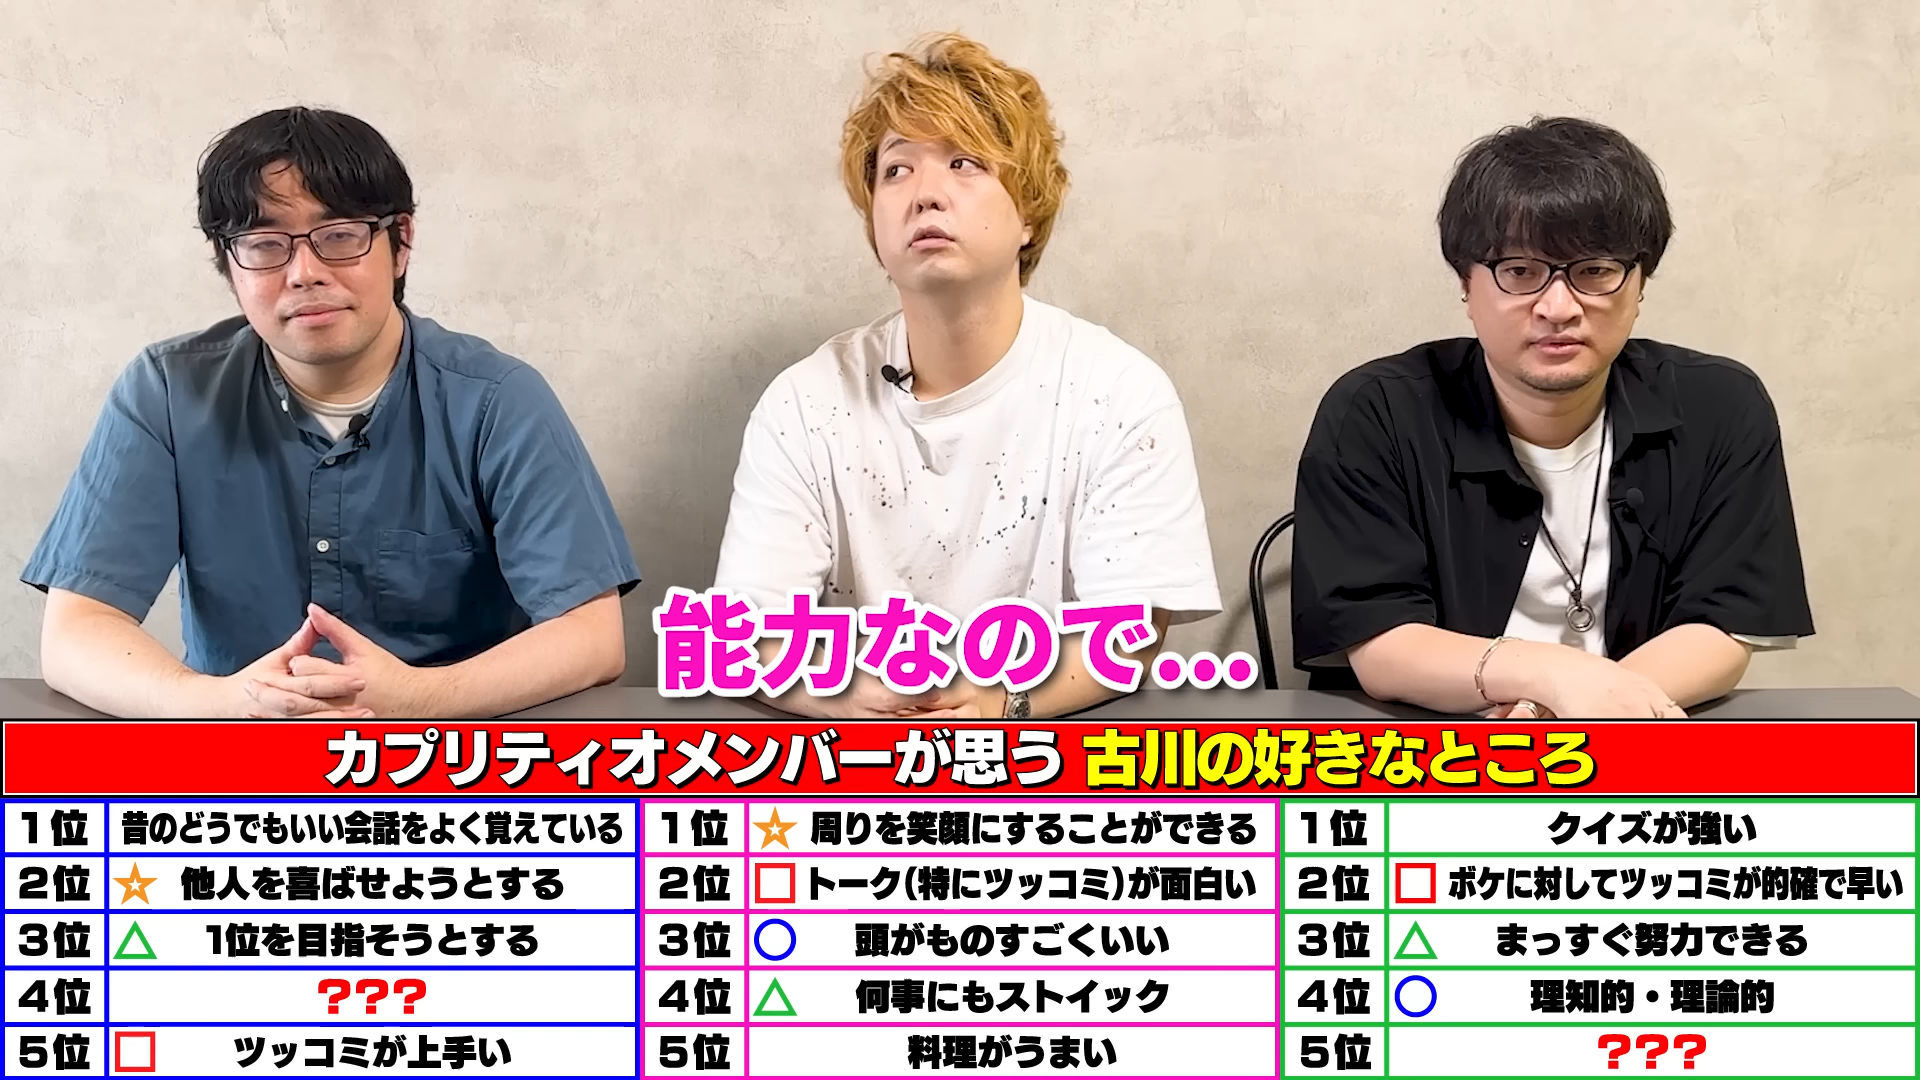 能力なので…
カプリティオメンバーが思う 古川の好きなところ
1位 昔のどうでもいい会話をよく覚えている
2位 ☆ 他人を喜ばせようとする
3位 △ 1位を目指そうとする
4位 ???
5位 □ ツッコミが上手い
1位 ☆ 周りを笑顔にすることができる
2位 □ トーク(特にツッコミ)が面白い
3位 ○ 頭がものすごくいい
4位 △ 何事にもストイック
5位 料理がうまい
1位 クイズが強い
2位 □ ボケに対してツッコミが的確で早い
3位 △ まっすぐ努力できる
4位 ○ 理知的・理論的
5位 ???